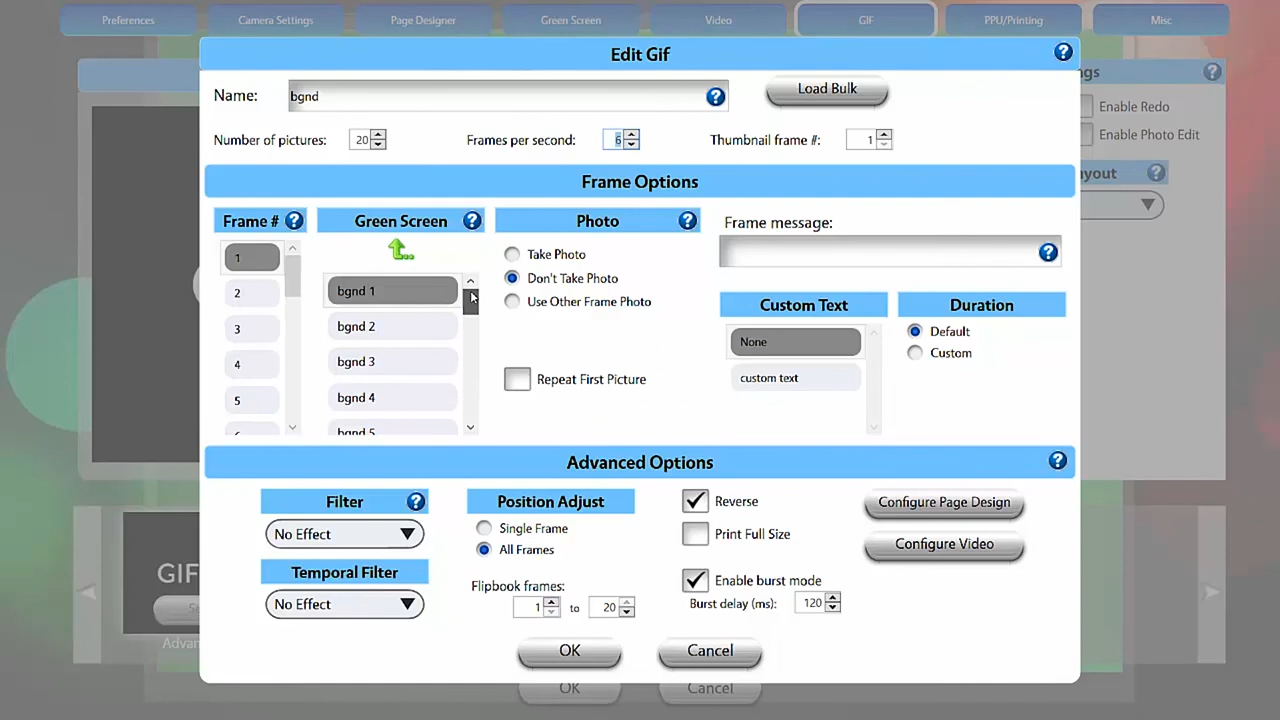 Preferences
Camera Settings
Page Designer
Green Screen
Video
GIF
PPU/Printing
Misc
Edit Gif
Name:
bgnd
Load Bulk
Number of pictures:
20
Frames per second:
6
Thumbnail frame #:
1
Frame Options
Frame #
Green Screen
Photo
Frame message:
1
2
3
4
5
bgnd 1
bgnd 2
bgnd 3
bgnd 4
bgnd 5
Take Photo
Don't Take Photo
Use Other Frame Photo
Repeat First Picture
Custom Text
None
custom text
Duration
Default
Custom
Advanced Options
Filter
No Effect
Temporal Filter
No Effect
Position Adjust
Single Frame
All Frames
Flipbook frames:
1 to 20
Reverse
Print Full Size
Enable burst mode
Burst delay (ms): 120
Configure Page Design
Configure Video
OK
Cancel
Enable Redo
Enable Photo Edit
GIF
OK
Cancel